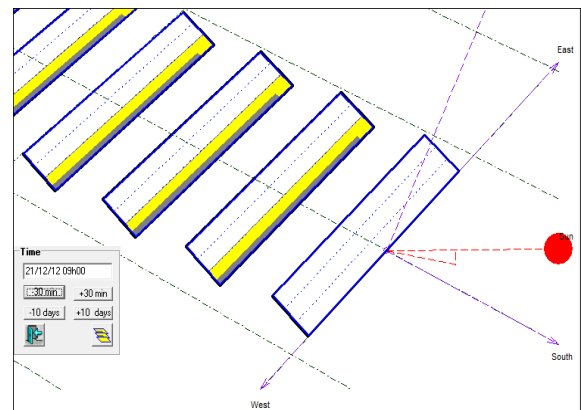 East
Sun
Time
21/12/12 09h00
-30 min
+30 min
-10 days
+10 days
South
West